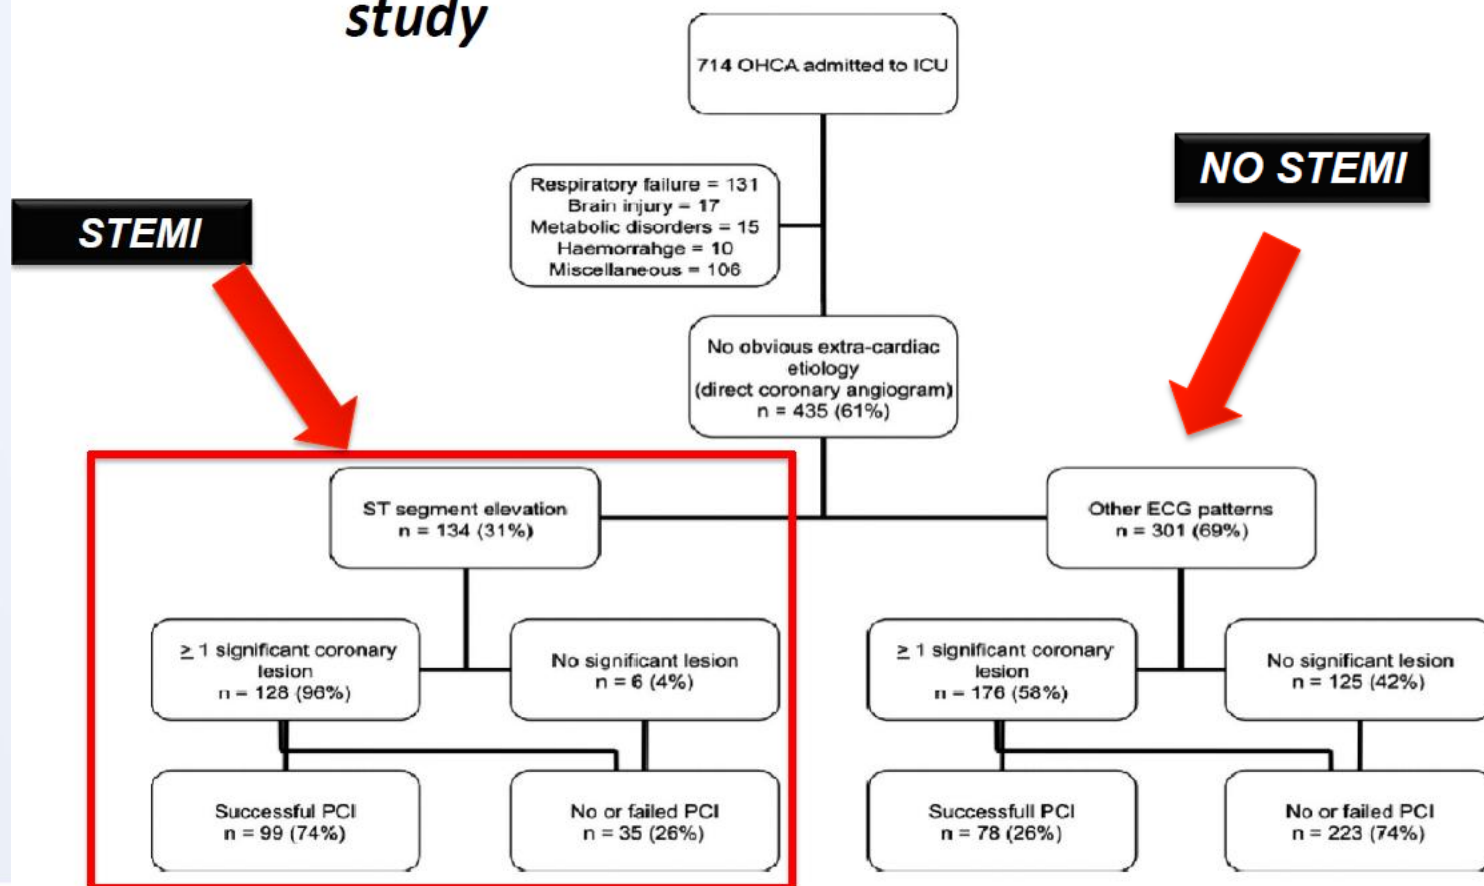 study
714 OHCA admitted to ICU
NO STEMI
Respiratory failure = 131
Brain injury = 17
Metabolic disorders = 15
Haemorrahge = 10
Miscellaneous = 106
STEMI
No obvious extra-cardiac
etiology
(direct coronary angiogram)
n = 435 (61%)
ST segment elevation
n = 134 (31%)
Other ECG patterns
n = 301 (69%)
≥ 1 significant coronary
lesion
n = 128 (96%)
No significant lesion
n = 6 (4%)
≥ 1 significant coronary
lesion
n = 176 (58%)
No significant lesion
n = 125 (42%)
Successful PCI
n = 99 (74%)
No or failed PCI
n = 35 (26%)
Successfull PCI
n = 78 (26%)
No or failed PCI
n = 223 (74%)